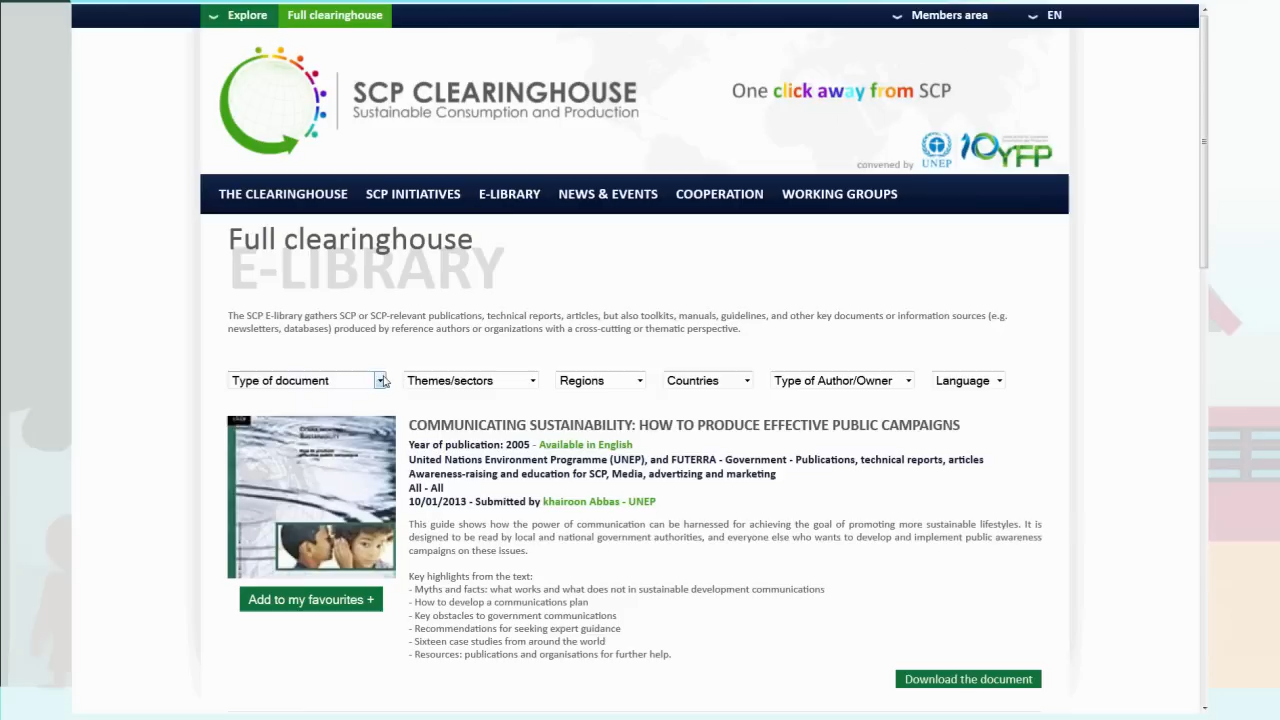 Explore Full clearinghouse Members area EN
SCP CLEARINGHOUSE
Sustainable Consumption and Production
One click away from SCP
convened by UNEP 10YFP
THE CLEARINGHOUSE SCP INITIATIVES E-LIBRARY NEWS & EVENTS COOPERATION WORKING GROUPS
Full clearinghouse
E-LIBRARY
The SCP E-library gathers SCP or SCP-relevant publications, technical reports, articles, but also toolkits, manuals, guidelines, and other key documents or information sources (e.g.
newsletters, databases) produced by reference authors or organizations with a cross-cutting or thematic perspective.
Type of document Themes/sectors Regions Countries Type of Author/Owner Language
COMMUNICATING SUSTAINABILITY: HOW TO PRODUCE EFFECTIVE PUBLIC CAMPAIGNS
Year of publication: 2005 - Available in English
United Nations Environment Programme (UNEP), and FUTERRA - Government - Publications, technical reports, articles
Awareness-raising and education for SCP, Media, advertizing and marketing
All - All
10/01/2013 - Submitted by khairoon Abbas - UNEP
This guide shows how the power of communication can be harnessed for achieving the goal of promoting more sustainable lifestyles. It is
designed to be read by local and national government authorities, and everyone else who wants to develop and implement public awareness
campaigns on these issues.
Key highlights from the text:
- Myths and facts: what works and what does not in sustainable development communications
- How to develop a communications plan
- Key obstacles to government communications
- Recommendations for seeking expert guidance
- Sixteen case studies from around the world
- Resources: publications and organisations for further help.
Add to my favourites +
Download the document